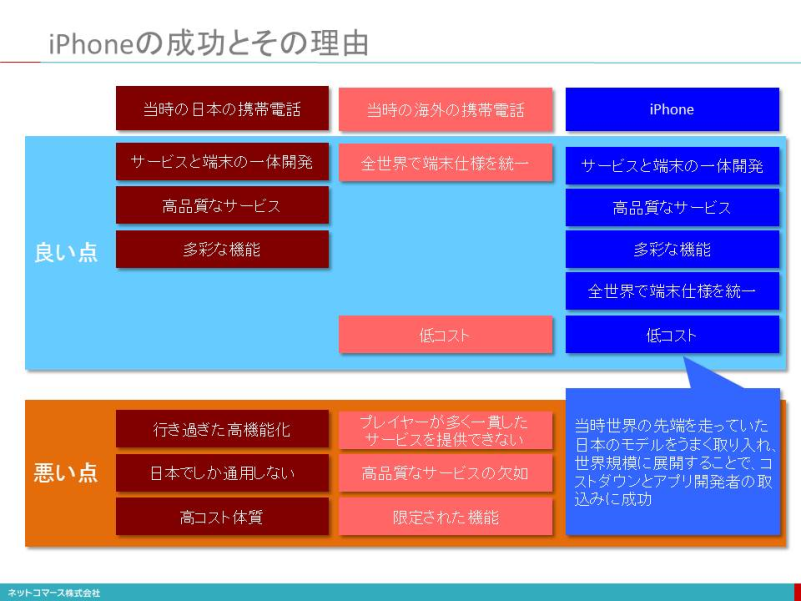 iPhoneの成功とその理由
当時の日本の携帯電話
当時の海外の携帯電話
iPhone
良い点
サービスと端末の一体開発
高品質なサービス
多彩な機能
全世界で端末仕様を統一
低コスト
サービスと端末の一体開発
高品質なサービス
多彩な機能
全世界で端末仕様を統一
低コスト
悪い点
行き過ぎた高機能化
日本でしか通用しない
高コスト体質
プレイヤーが多く一貫した
サービスを提供できない
高品質なサービスの欠如
限定された機能
当時世界の先端を走っていた
日本のモデルをうまく取り入れ、
世界規模に展開することで、コ
ストダウンとアプリ開発者の取
込みに成功
ネットコマース株式会社